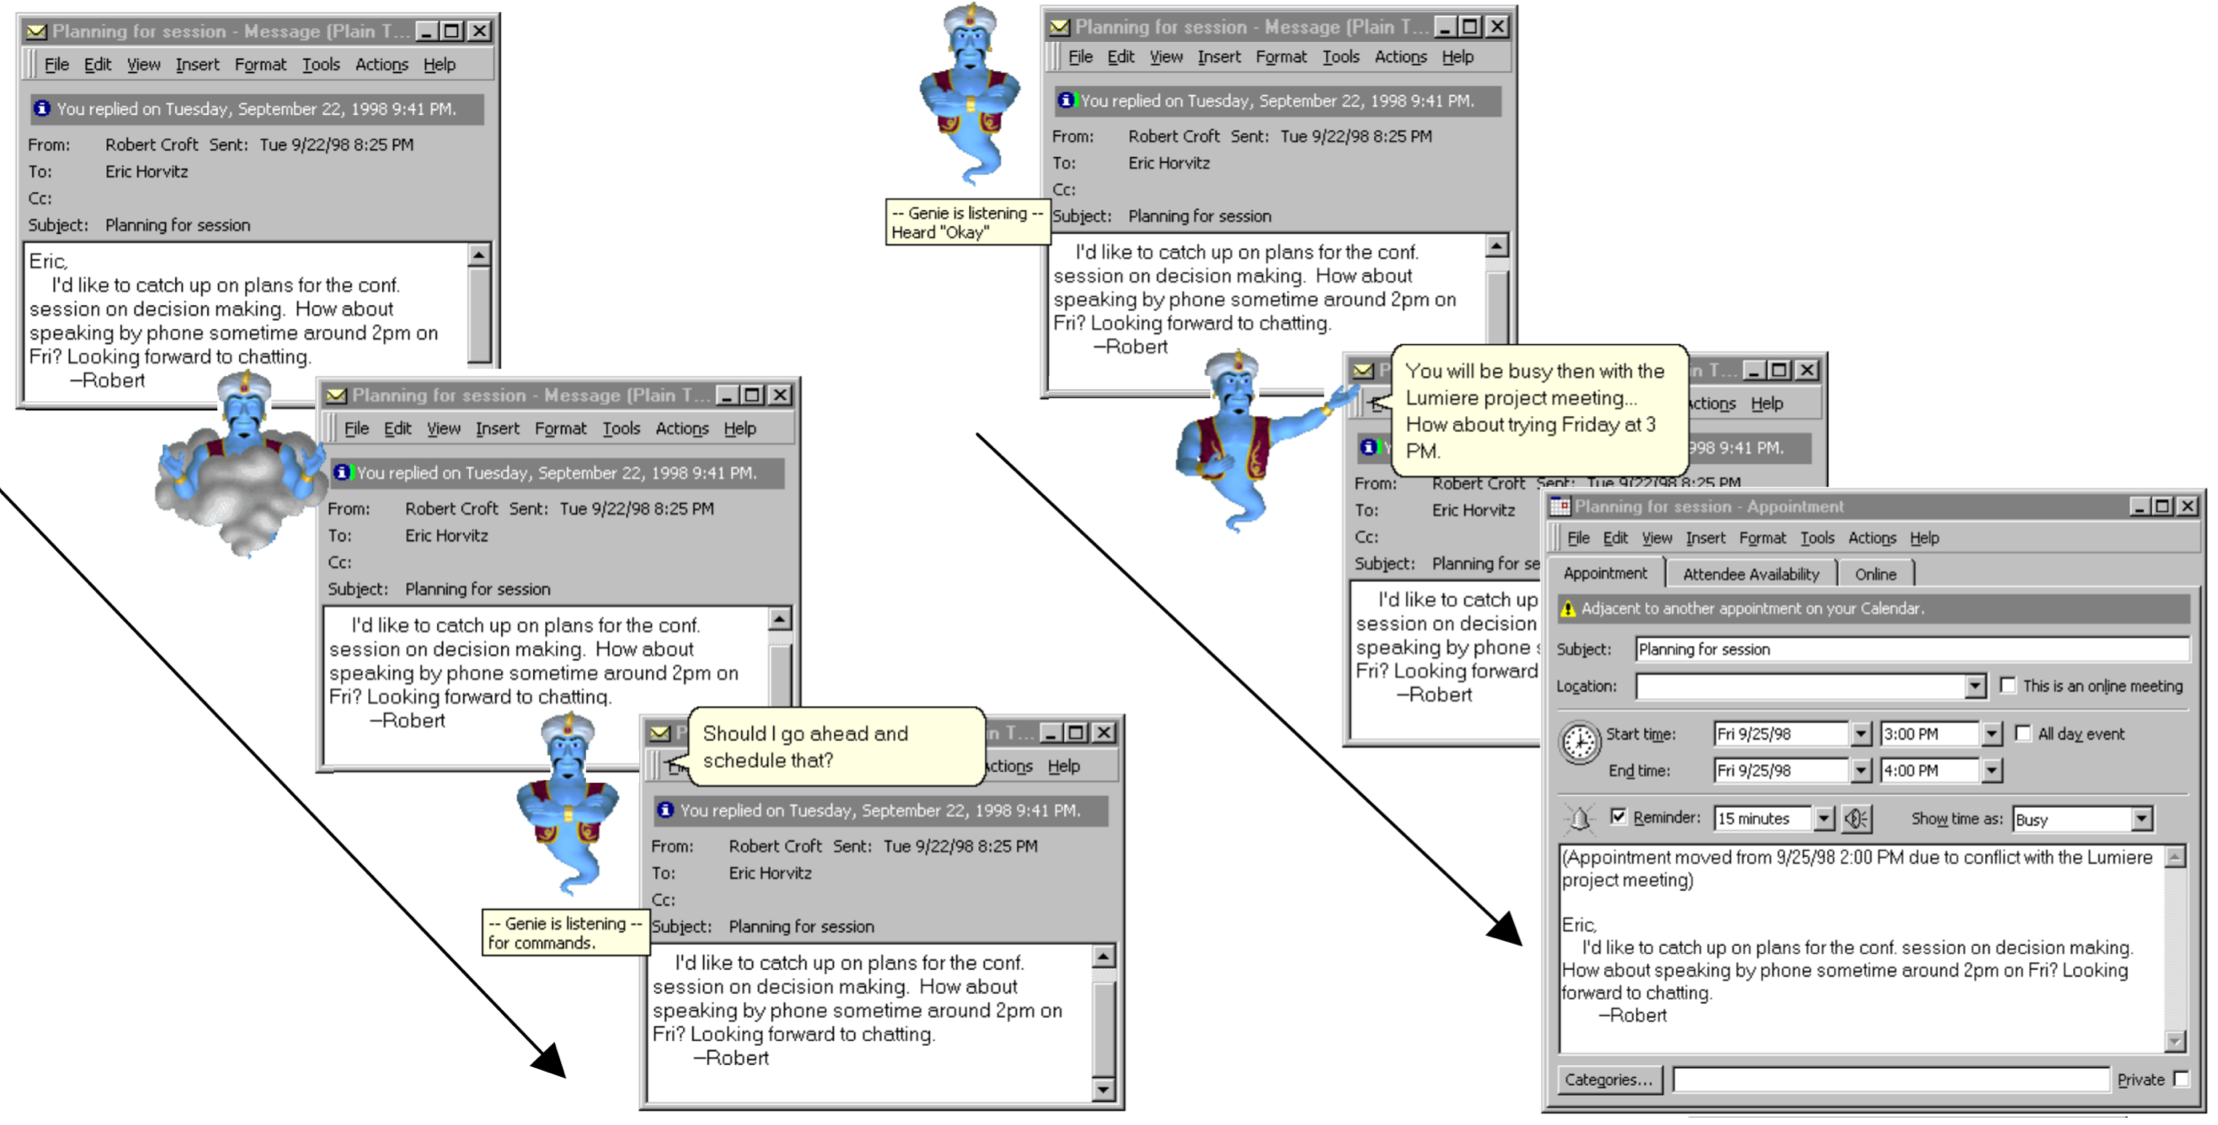 Planning for session - Message (Plain T...
File Edit View Insert Format Tools Actions Help
You replied on Tuesday, September 22, 1998 9:41 PM.
From: Robert Croft Sent: Tue 9/22/98 8:25 PM
To: Eric Horvitz
Cc:
Subject: Planning for session
Eric,
I'd like to catch up on plans for the conf.
session on decision making. How about
speaking by phone sometime around 2pm on
Fri? Looking forward to chatting.
–Robert
Planning for session - Message (Plain T...
File Edit View Insert Format Tools Actions Help
You replied on Tuesday, September 22, 1998 9:41 PM.
From: Robert Croft Sent: Tue 9/22/98 8:25 PM
To: Eric Horvitz
Cc:
Subject: Planning for session
I'd like to catch up on plans for the conf.
session on decision making. How about
speaking by phone sometime around 2pm on
Fri? Looking forward to chatting.
–Robert
Should I go ahead and
schedule that?
n T...
Actions Help
You replied on Tuesday, September 22, 1998 9:41 PM.
From: Robert Croft Sent: Tue 9/22/98 8:25 PM
To: Eric Horvitz
Cc:
Subject: Planning for session
-- Genie is listening --
for commands.
I'd like to catch up on plans for the conf.
session on decision making. How about
speaking by phone sometime around 2pm on
Fri? Looking forward to chatting.
–Robert
Planning for session - Message (Plain T...
File Edit View Insert Format Tools Actions Help
You replied on Tuesday, September 22, 1998 9:41 PM.
From: Robert Croft Sent: Tue 9/22/98 8:25 PM
To: Eric Horvitz
Cc:
Subject: Planning for session
-- Genie is listening --
Heard "Okay"
I'd like to catch up on plans for the conf.
session on decision making. How about
speaking by phone sometime around 2pm on
Fri? Looking forward to chatting.
–Robert
You will be busy then with the
Lumiere project meeting...
How about trying Friday at 3
PM.
in T...
Actions Help
998 9:41 PM.
From: Robert Croft Sent: Tue 9/22/98 8:25 PM
To: Eric Horvitz
Cc:
Subject: Planning for se
I'd like to catch up
session on decision
speaking by phone s
Fri? Looking forward
–Robert
Planning for session - Appointment
File Edit View Insert Format Tools Actions Help
Appointment Attendee Availability Online
Adjacent to another appointment on your Calendar.
Subject: Planning for session
Location: This is an online meeting
Start time: Fri 9/25/98 3:00 PM All day event
End time: Fri 9/25/98 4:00 PM
Reminder: 15 minutes Show time as: Busy
(Appointment moved from 9/25/98 2:00 PM due to conflict with the Lumiere
project meeting)
Eric,
I'd like to catch up on plans for the conf. session on decision making.
How about speaking by phone sometime around 2pm on Fri? Looking
forward to chatting.
–Robert
Categories... Private